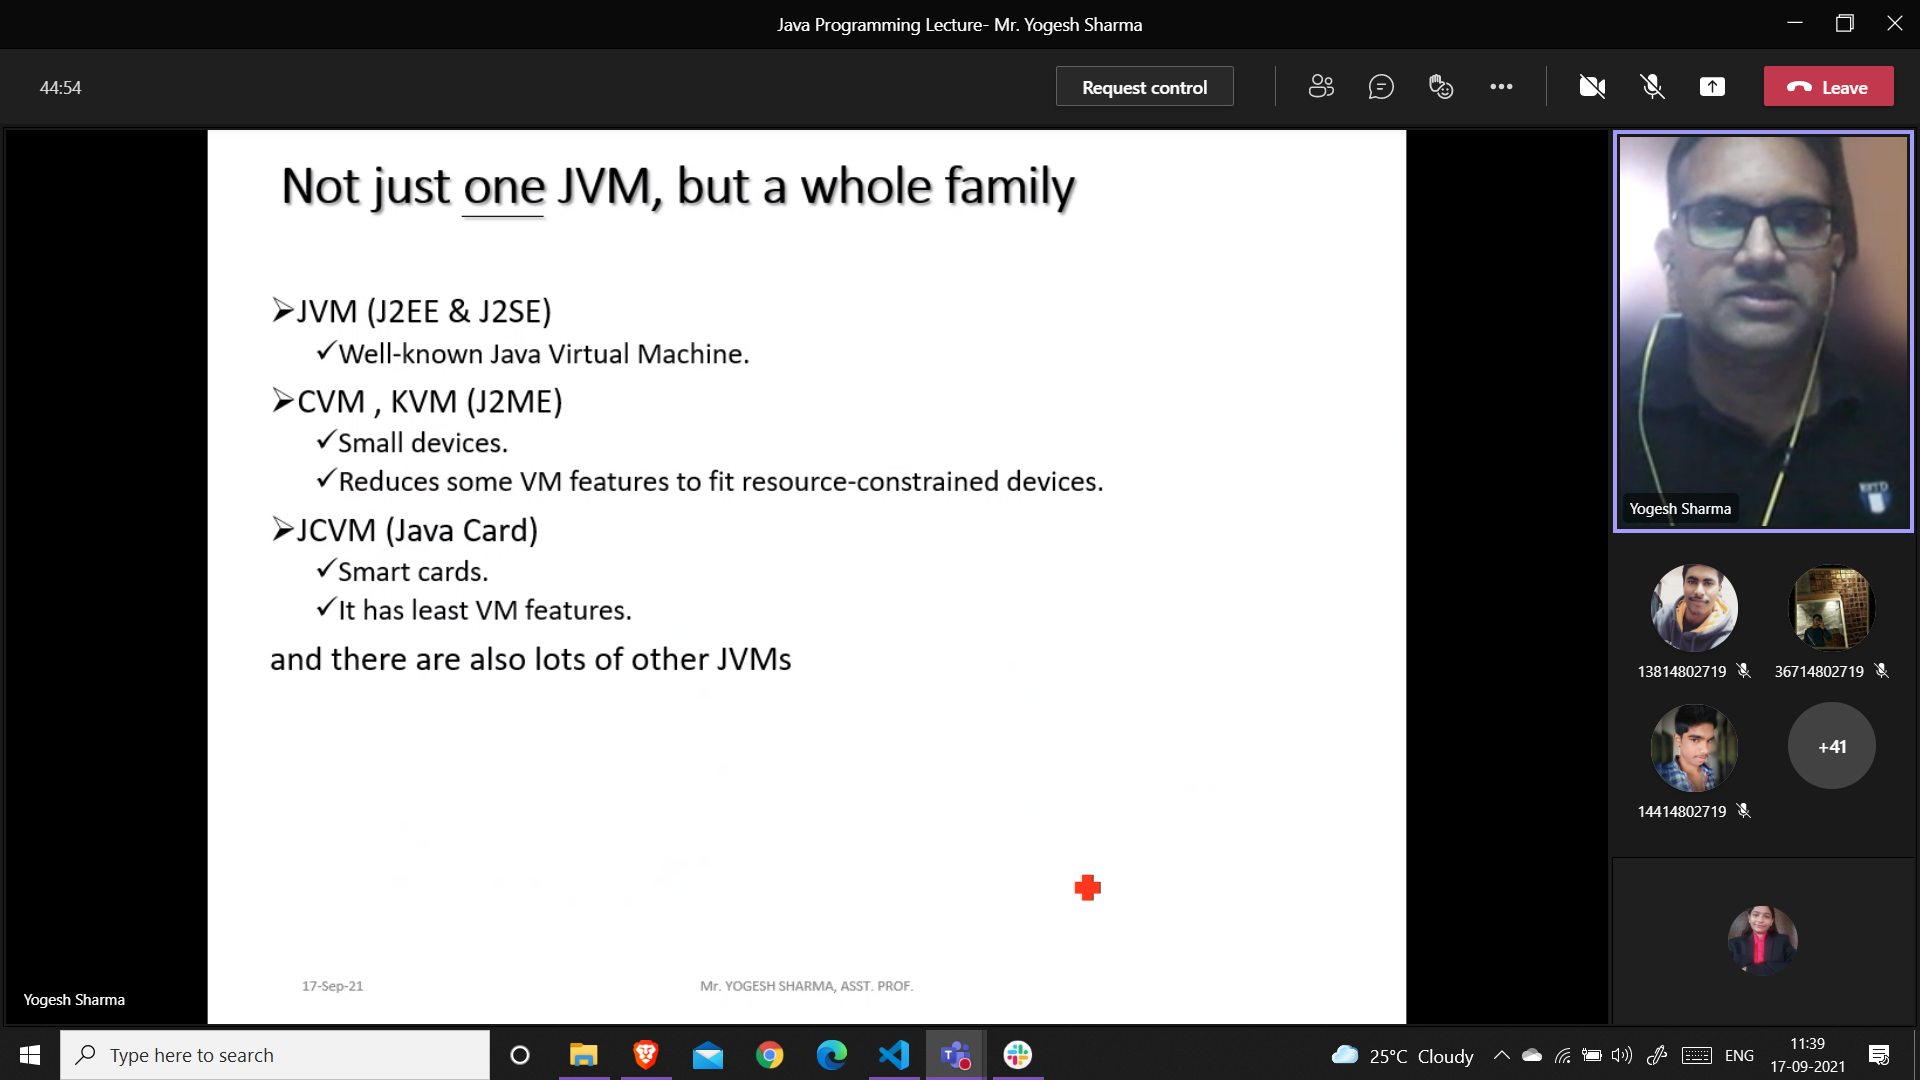 Java Programming Lecture- Mr. Yogesh Sharma
44:54
Request control
Leave
Not just one JVM, but a whole family
➢JVM (J2EE & J2SE)
✓Well-known Java Virtual Machine.
➢CVM , KVM (J2ME)
✓Small devices.
✓Reduces some VM features to fit resource-constrained devices.
➢JCVM (Java Card)
✓Smart cards.
✓It has least VM features.
and there are also lots of other JVMs
17-Sep-21
Mr. YOGESH SHARMA, ASST. PROF.
Yogesh Sharma
Yogesh Sharma
13814802719
36714802719
14414802719
+41
Type here to search
25°C Cloudy
ENG
11:39
17-09-2021